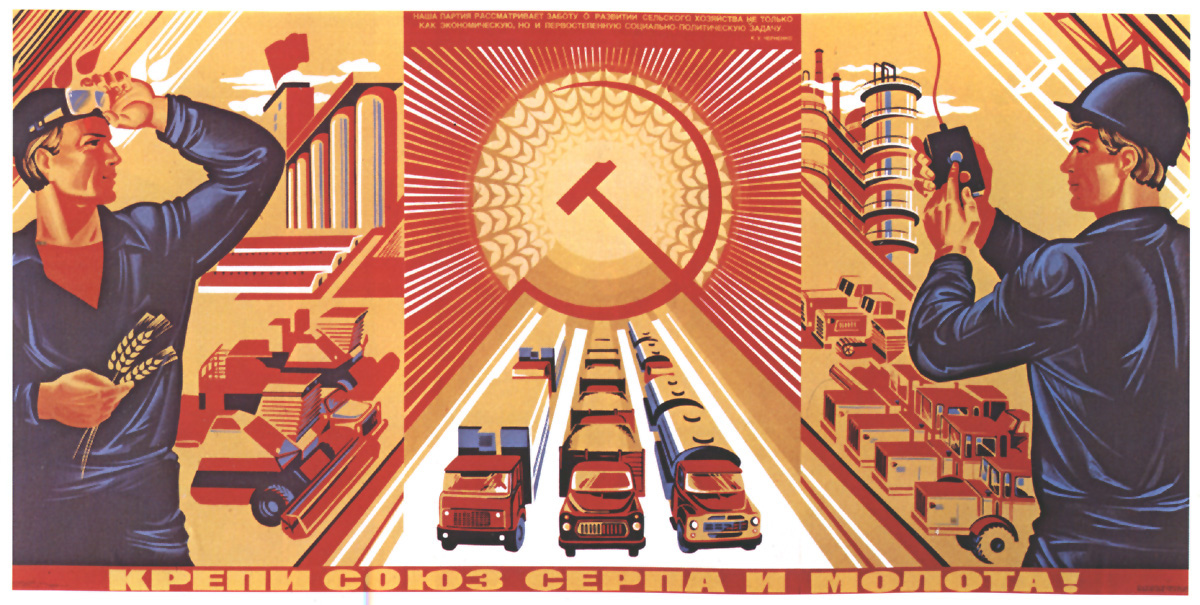 НАША ПАРТИЯ РАССМАТРИВАЕТ ЗАБОТУ О РАЗВИТИИ СЕЛЬСКОГО ХОЗЯЙСТВА НЕ ТОЛЬКО
КАК ЭКОНОМИЧЕСКУЮ, НО И ПЕРВОСТЕПЕННУЮ СОЦИАЛЬНО-ПОЛИТИЧЕСКУЮ ЗАДАЧУ
К. У. ЧЕРНЕНКО
КРЕПИ СОЮЗ СЕРПА И МОЛОТА!